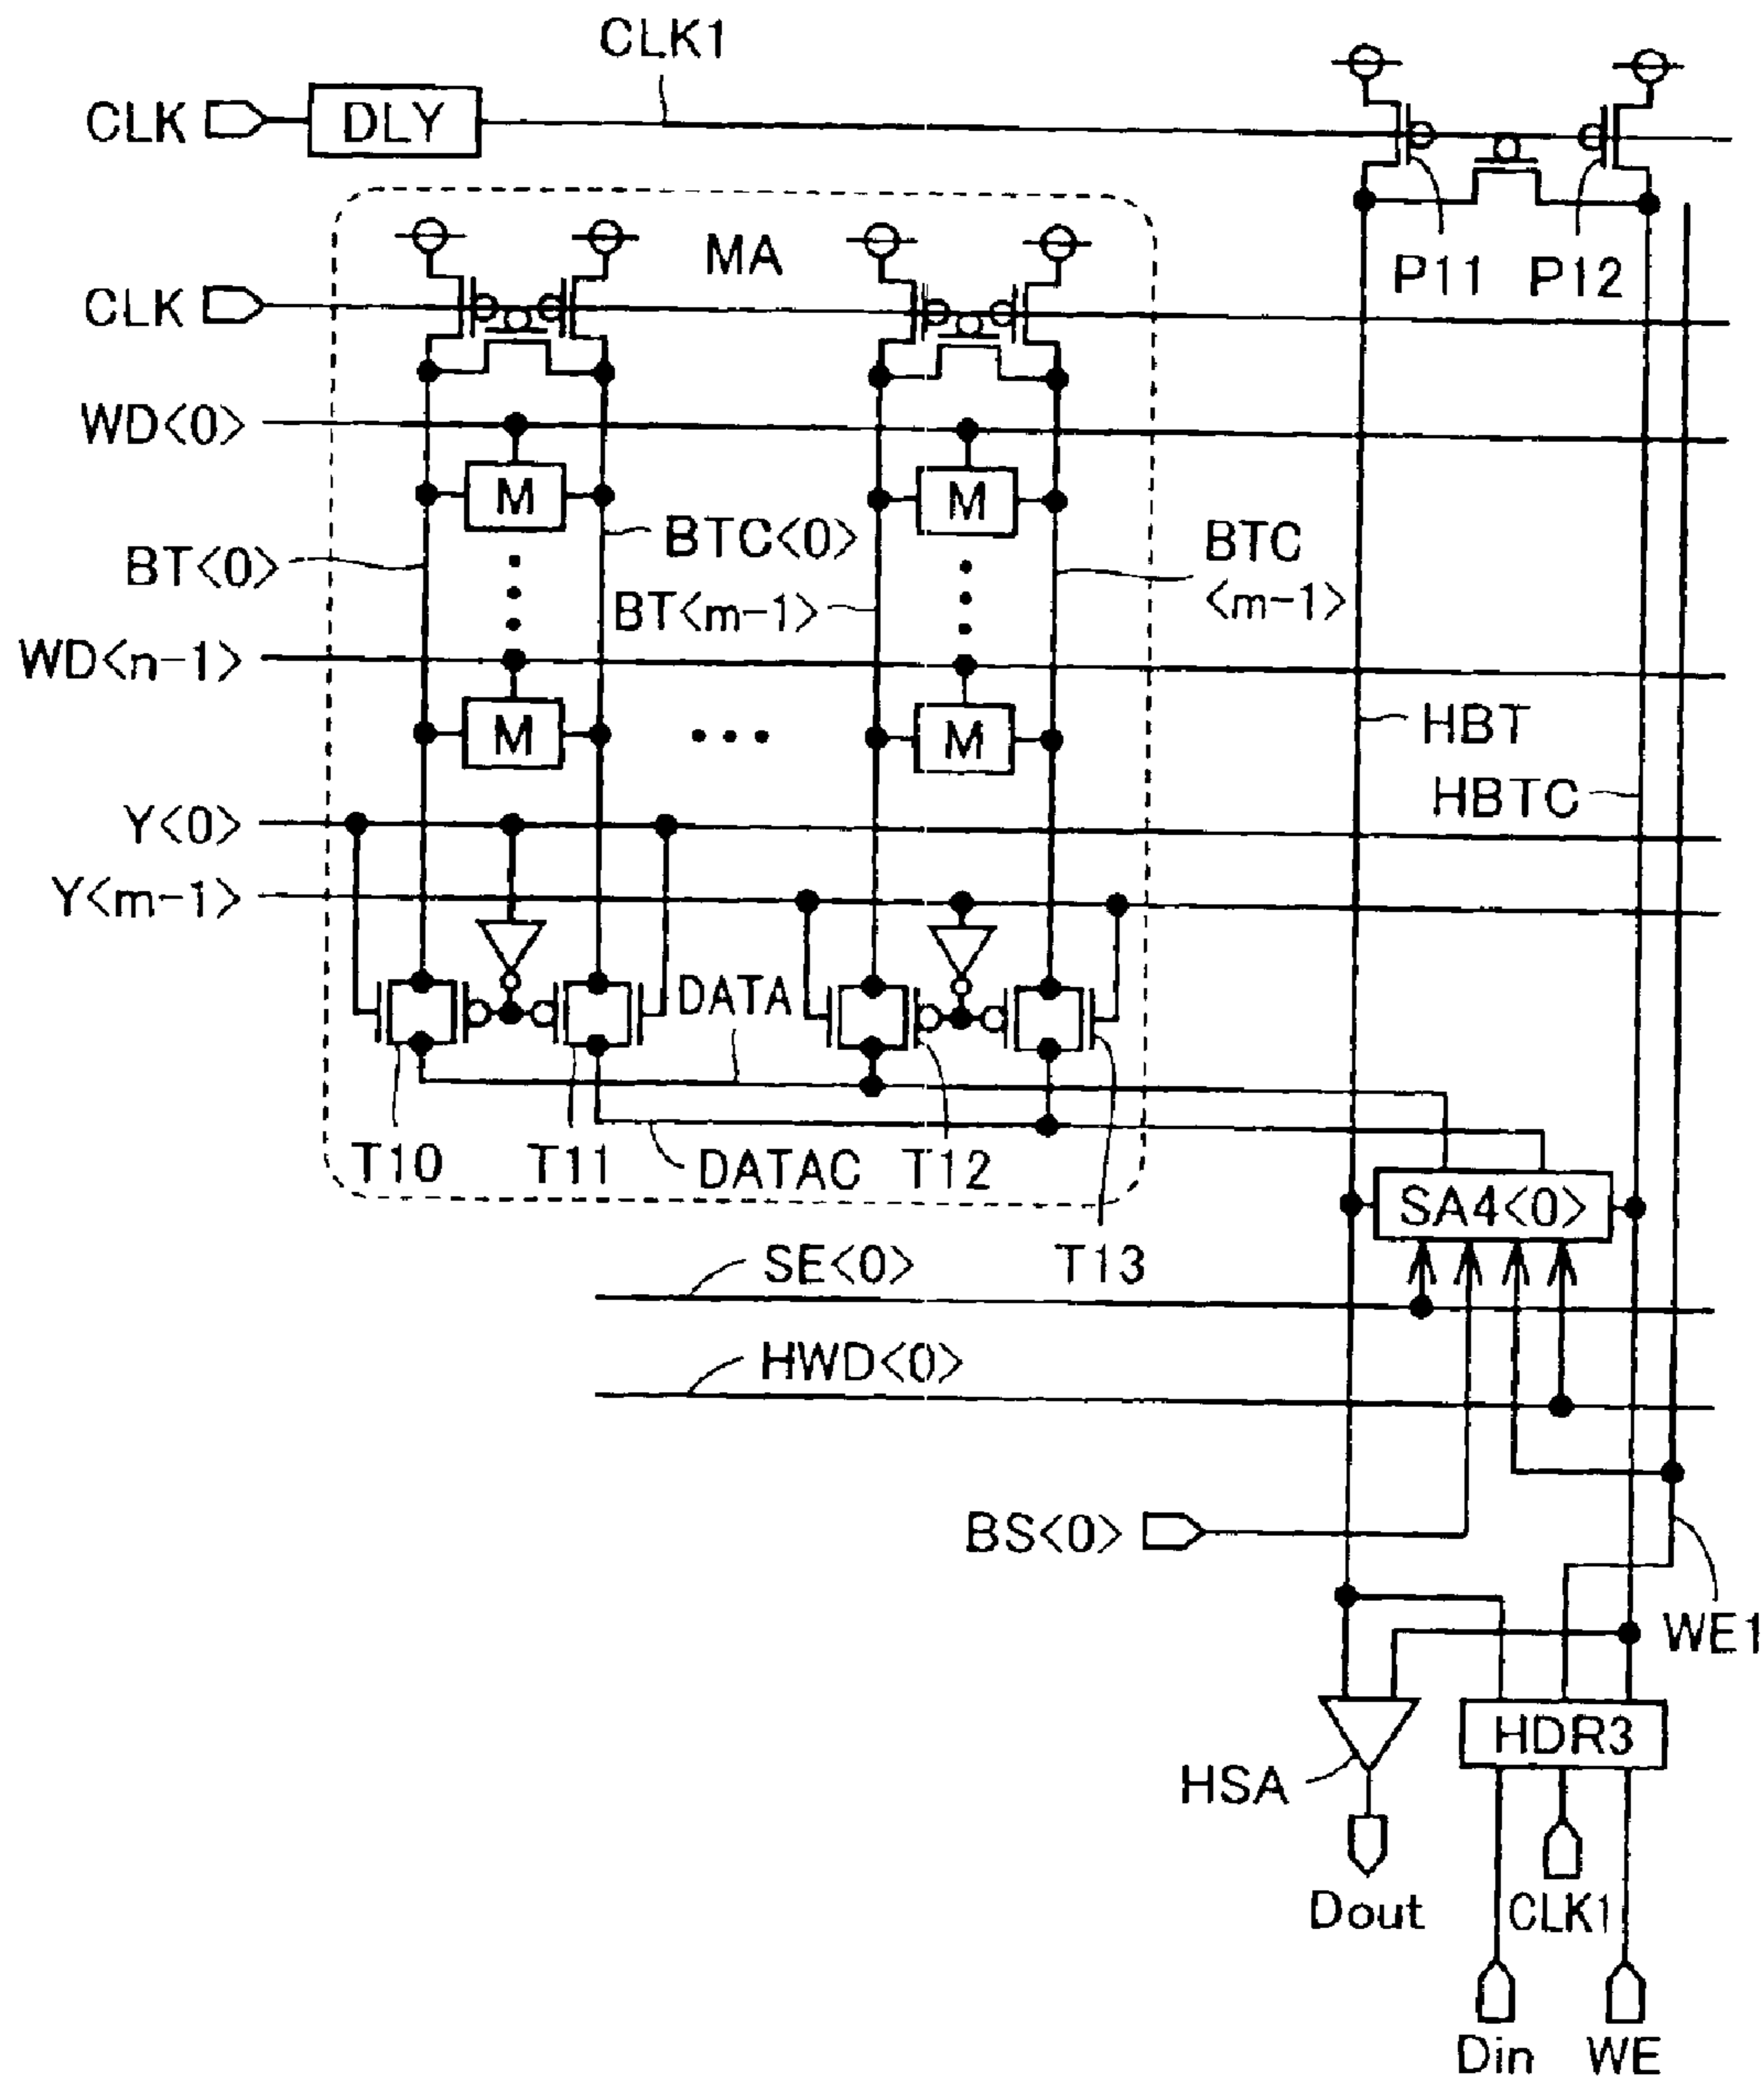 CLK1
CLK
DLY
P11
P12
MA
CLK
WD<0>
M
M
BT<0>
BTC<0>
BTC
<m-1>
BT<m-1>
WD<n-1>
M
M
HBT
HBTC
Y<0>
Y<m-1>
DATA
T10
T11
DATAC
T12
SA4<0>
SE<0>
T13
HWD<0>
BS<0>
WE1
HDR3
HSA
Dout
CLK1
Din
WE